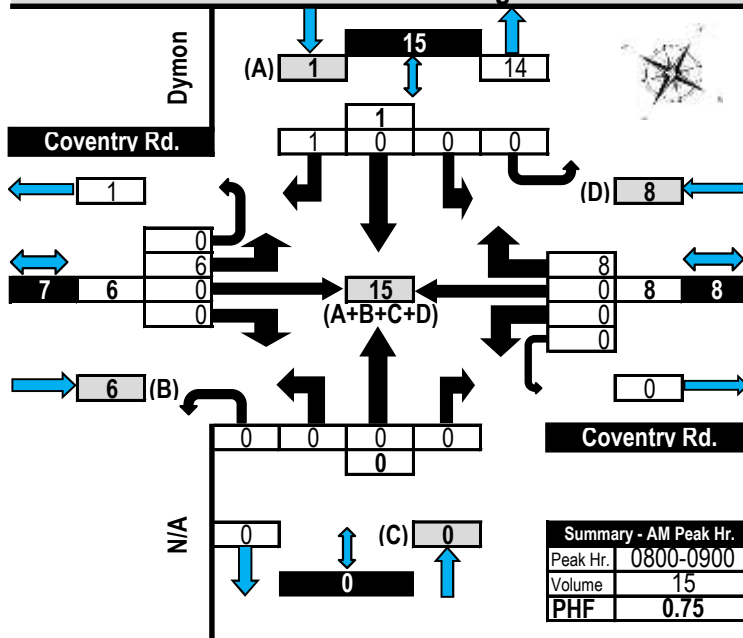 15
Dymon
(A) 1 14
1
Coventry Rd.
1 0 0 0
1
(D) 8
0
6 8
7 6 0 15 0 8 8
(A+B+C+D)
0 0
0
6 (B)
0
0 0 0 0
Coventry Rd.
0
N/A
0 (C) 0
0
Summary - AM Peak Hr.
Peak Hr. 0800-0900
Volume 15
PHF 0.75